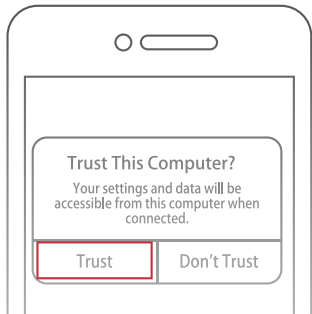 Trust This Computer?
Your settings and data will be
accessible from this computer when
connected.
Trust
Don't Trust